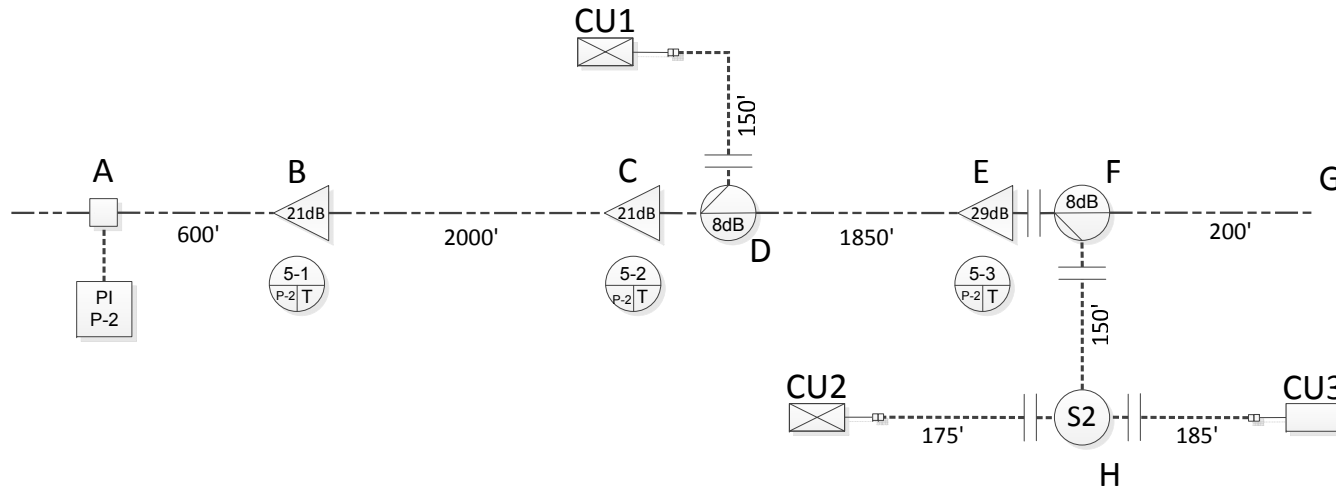 CU1
150'
A
B
C
E
F
G
21dB
21dB
8dB
29dB
8dB
D
600'
2000'
1850'
200'
5-1
P-2 T
5-2
P-2 T
5-3
P-2 T
PI
P-2
150'
CU2
S2
CU3
175'
185'
H